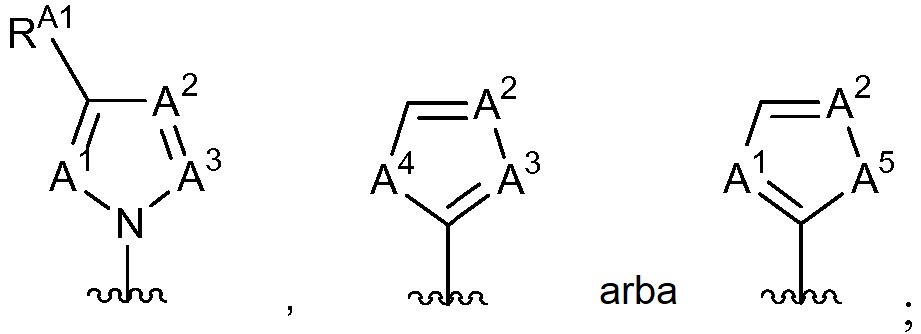 R^A1
A^2 A^2 A^2
A^1 A^3 A^4 A^3 A^1 A^5
N
, arba ;